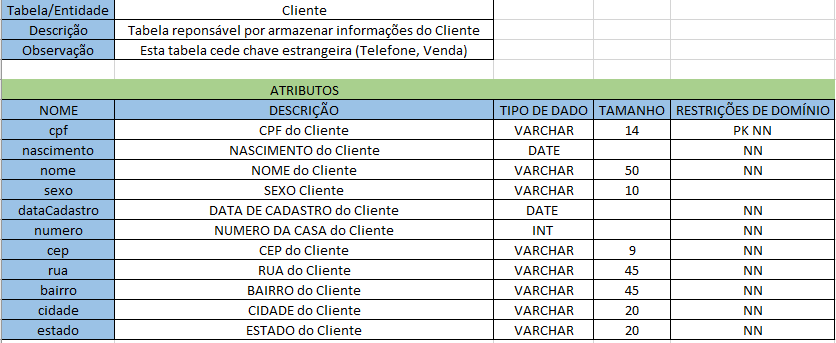 Tabela/Entidade Cliente
Descrição Tabela reponsável por armazenar informações do Cliente
Observação Esta tabela cede chave estrangeira (Telefone, Venda)
ATRIBUTOS
NOME DESCRIÇÃO TIPO DE DADO TAMANHO RESTRIÇÕES DE DOMÍNIO
cpf CPF do Cliente VARCHAR 14 PK NN
nascimento NASCIMENTO do Cliente DATE NN
nome NOME do Cliente VARCHAR 50 NN
sexo SEXO Cliente VARCHAR 10
dataCadastro DATA DE CADASTRO do Cliente DATE NN
numero NUMERO DA CASA do Cliente INT NN
cep CEP do Cliente VARCHAR 9 NN
rua RUA do Cliente VARCHAR 45 NN
bairro BAIRRO do Cliente VARCHAR 45 NN
cidade CIDADE do Cliente VARCHAR 20 NN
estado ESTADO do Cliente VARCHAR 20 NN